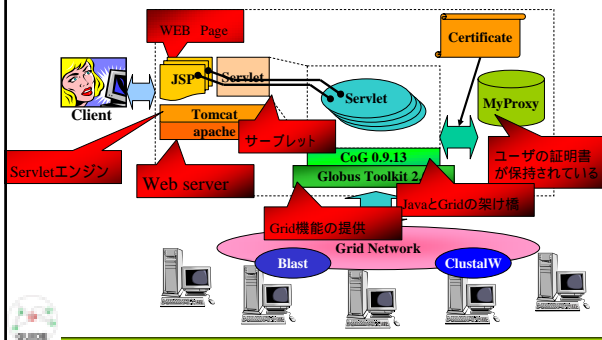 WEB Page
Certificate
JSP
Servlet
Client
Servlet
MyProxy
Tomcat
apache
サーブレット
Servletエンジン
Web server
CoG 0.9.13
Globus Toolkit 2.
ユーザの証明書
が保持されている
JavaとGridの架け橋
Grid機能の提供
Grid Network
Blast
ClustalW